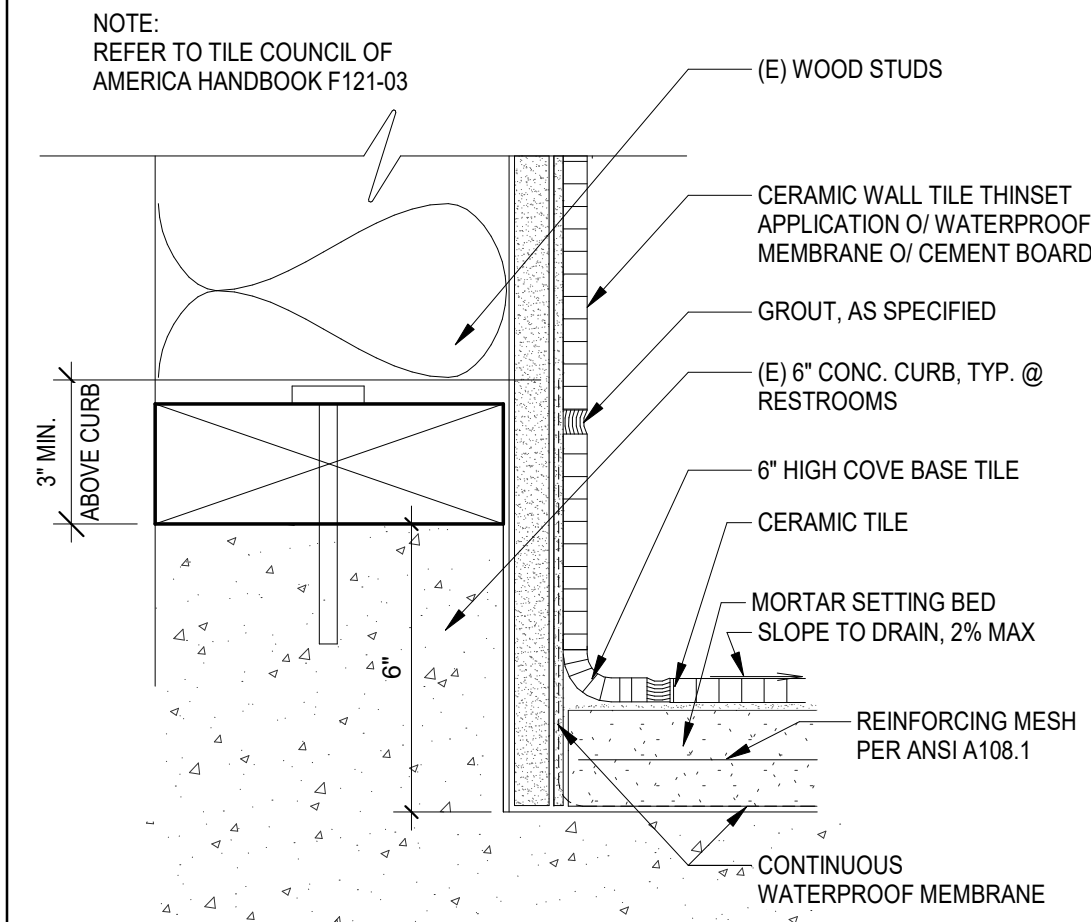 NOTE:
REFER TO TILE COUNCIL OF
AMERICA HANDBOOK F121-03
(E) WOOD STUDS
CERAMIC WALL TILE THINSET
APPLICATION O/ WATERPROOF
MEMBRANE O/ CEMENT BOARD
GROUT, AS SPECIFIED
(E) 6" CONC. CURB, TYP. @
RESTROOMS
3" MIN.
ABOVE CURB
6" HIGH COVE BASE TILE
CERAMIC TILE
MORTAR SETTING BED
SLOPE TO DRAIN, 2% MAX
6"
REINFORCING MESH
PER ANSI A108.1
CONTINUOUS
WATERPROOF MEMBRANE